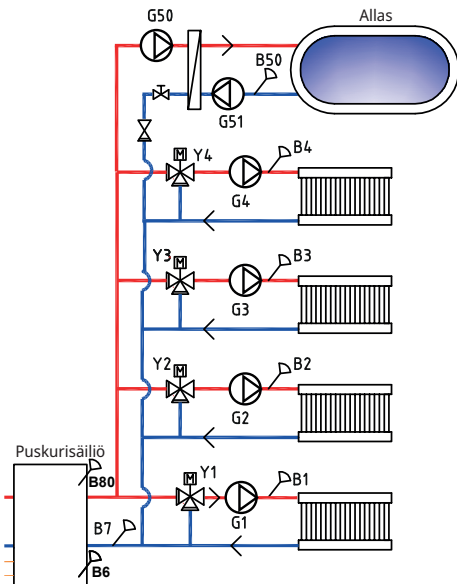 G50
Allas
B50
G51
M
Y4
B4
G4
Y3
M
B3
G3
Y2
M
B2
G2
Puskurisäiliö
B80
M
Y1
B1
G1
B7
B6